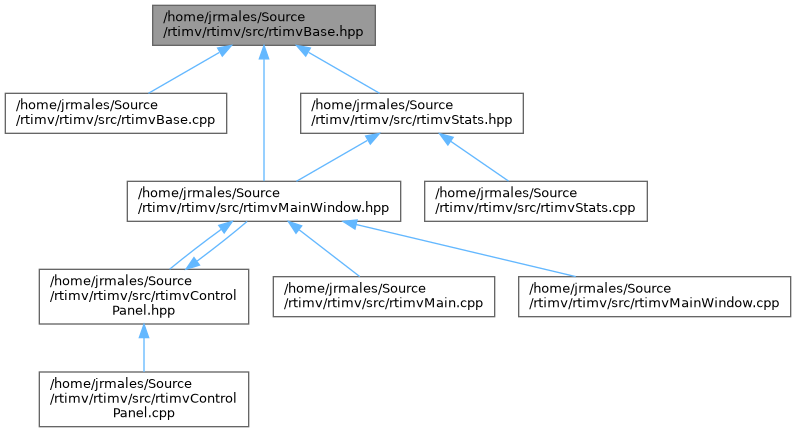 /home/jrmales/Source
/rtimv/rtimv/src/rtimvBase.hpp
/home/jrmales/Source
/rtimv/rtimv/src/rtimvBase.cpp
/home/jrmales/Source
/rtimv/rtimv/src/rtimvStats.hpp
/home/jrmales/Source
/rtimv/rtimv/src/rtimvMainWindow.hpp
/home/jrmales/Source
/rtimv/rtimv/src/rtimvStats.cpp
/home/jrmales/Source
/rtimv/rtimv/src/rtimvControl
Panel.hpp
/home/jrmales/Source
/rtimv/rtimv/src/rtimvMain.cpp
/home/jrmales/Source
/rtimv/rtimv/src/rtimvMainWindow.cpp
/home/jrmales/Source
/rtimv/rtimv/src/rtimvControl
Panel.cpp